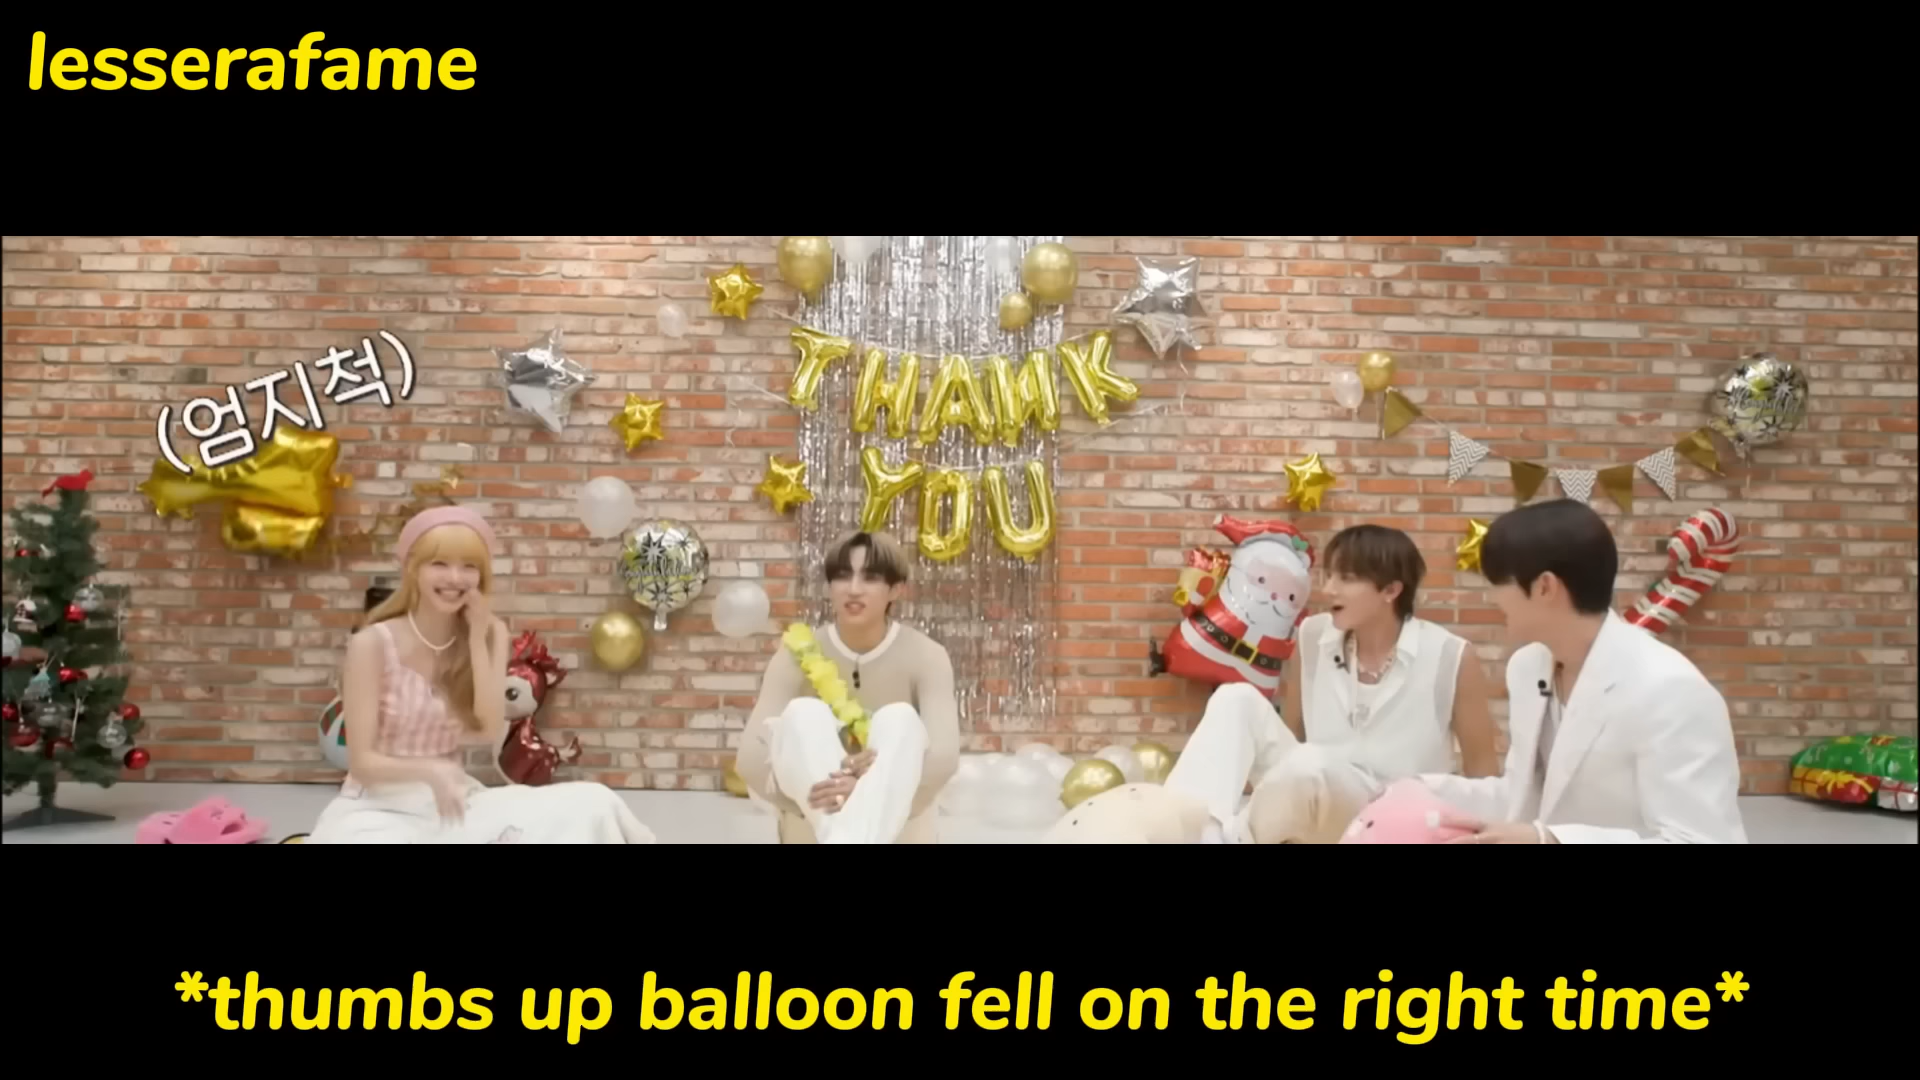 lesserafame
(엄지척)
THANK
YOU
*thumbs up balloon fell on the right time*